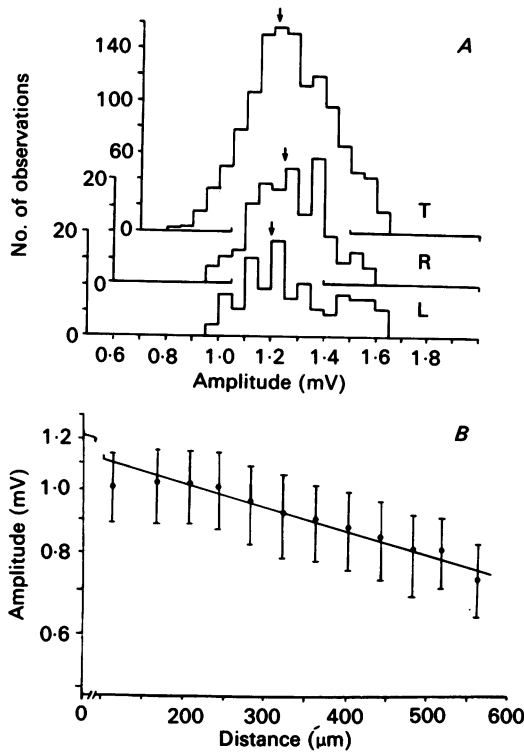 A
No. of observations
140
100
60
20
0
20
0
0
T
R
L
0·6 0·8 1·0 1·2 1·4 1·6 1·8
Amplitude (mV)
B
Amplitude (mV)
1·2
1·0
0·8
0·6
0 200 300 400 500 600
Distance (µm)